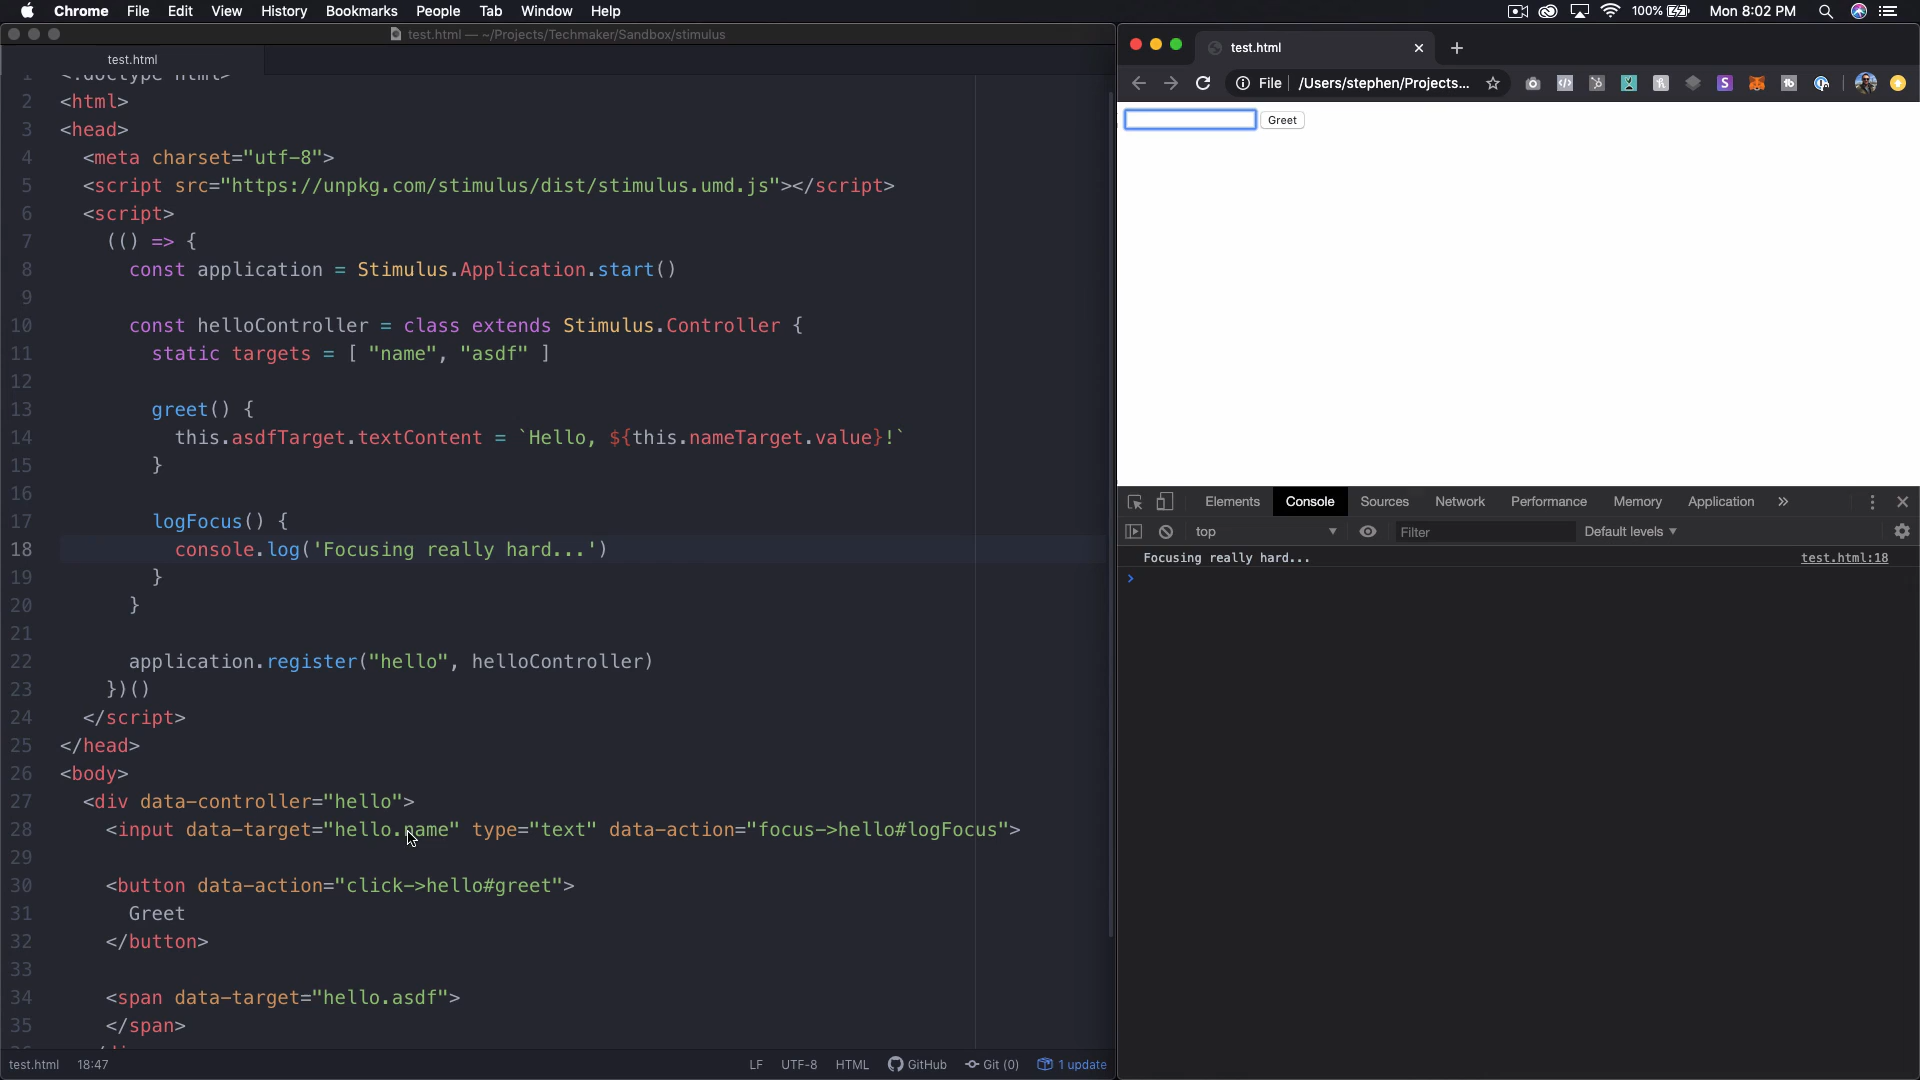 Chrome File Edit View History Bookmarks People Tab Window Help
100% Mon 8:02 PM
test.html — ~/Projects/Techmaker/Sandbox/stimulus
test.html
1 <!doctype html>
2 <html>
3 <head>
4 <meta charset="utf-8">
5 <script src="https://unpkg.com/stimulus/dist/stimulus.umd.js"></script>
6 <script>
7 (() => {
8 const application = Stimulus.Application.start()
9
10 const helloController = class extends Stimulus.Controller {
11 static targets = [ "name", "asdf" ]
12
13 greet() {
14 this.asdfTarget.textContent = `Hello, ${this.nameTarget.value}!`
15 }
16
17 logFocus() {
18 console.log('Focusing really hard...')
19 }
20 }
21
22 application.register("hello", helloController)
23 })()
24 </script>
25 </head>
26 <body>
27 <div data-controller="hello">
28 <input data-target="hello.name" type="text" data-action="focus->hello#logFocus">
29
30 <button data-action="click->hello#greet">
31 Greet
32 </button>
33
34 <span data-target="hello.asdf">
35 </span>
test.html 18:47 LF UTF-8 HTML GitHub Git (0) 1 update
test.html
File /Users/stephen/Projects...
Greet
Elements Console Sources Network Performance Memory Application
top Filter Default levels
Focusing really hard... test.html:18